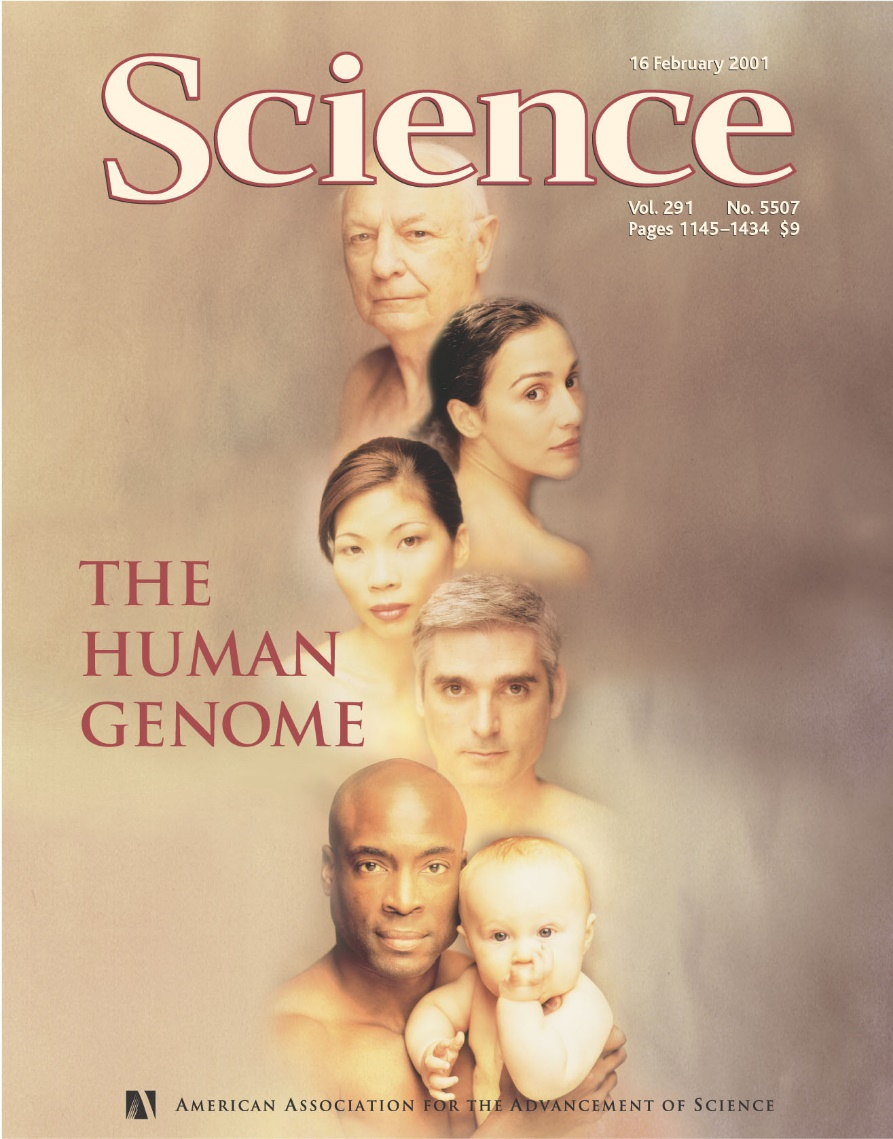 16 February 2001
Science
Vol. 291 No. 5507
Pages 1145–1434 $9
THE
HUMAN
GENOME
AMERICAN ASSOCIATION FOR THE ADVANCEMENT OF SCIENCE